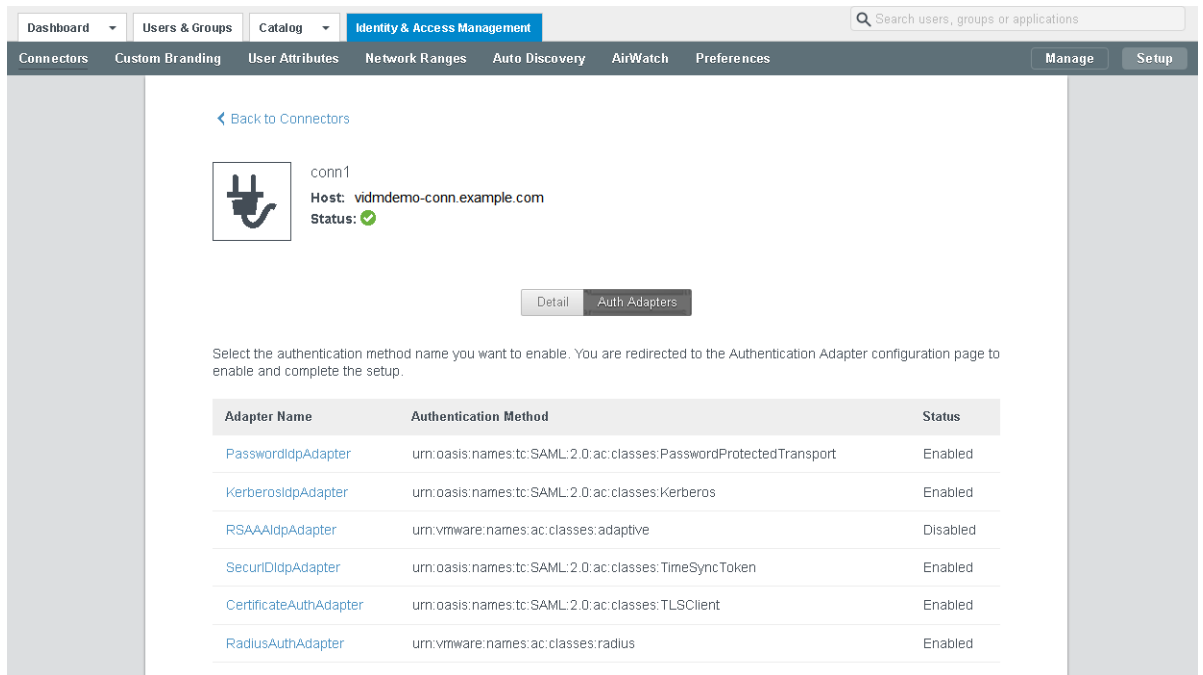 Dashboard Users & Groups Catalog Identity & Access Management Search users, groups or applications
Connectors Custom Branding User Attributes Network Ranges Auto Discovery AirWatch Preferences Manage Setup
Back to Connectors
conn1
Host: vidmdemo-conn.example.com
Status:
Detail Auth Adapters
Select the authentication method name you want to enable. You are redirected to the Authentication Adapter configuration page to
enable and complete the setup.
Adapter Name Authentication Method Status
PasswordIdpAdapter urn:oasis:names:tc:SAML:2.0:ac:classes:PasswordProtectedTransport Enabled
KerberosIdpAdapter urn:oasis:names:tc:SAML:2.0:ac:classes:Kerberos Enabled
RSAAAIdpAdapter urn:vmware:names:ac:classes:adaptive Disabled
SecurIDIdpAdapter urn:oasis:names:tc:SAML:2.0:ac:classes:TimeSyncToken Enabled
CertificateAuthAdapter urn:oasis:names:tc:SAML:2.0:ac:classes:TLSClient Enabled
RadiusAuthAdapter urn:vmware:names:ac:classes:radius Enabled